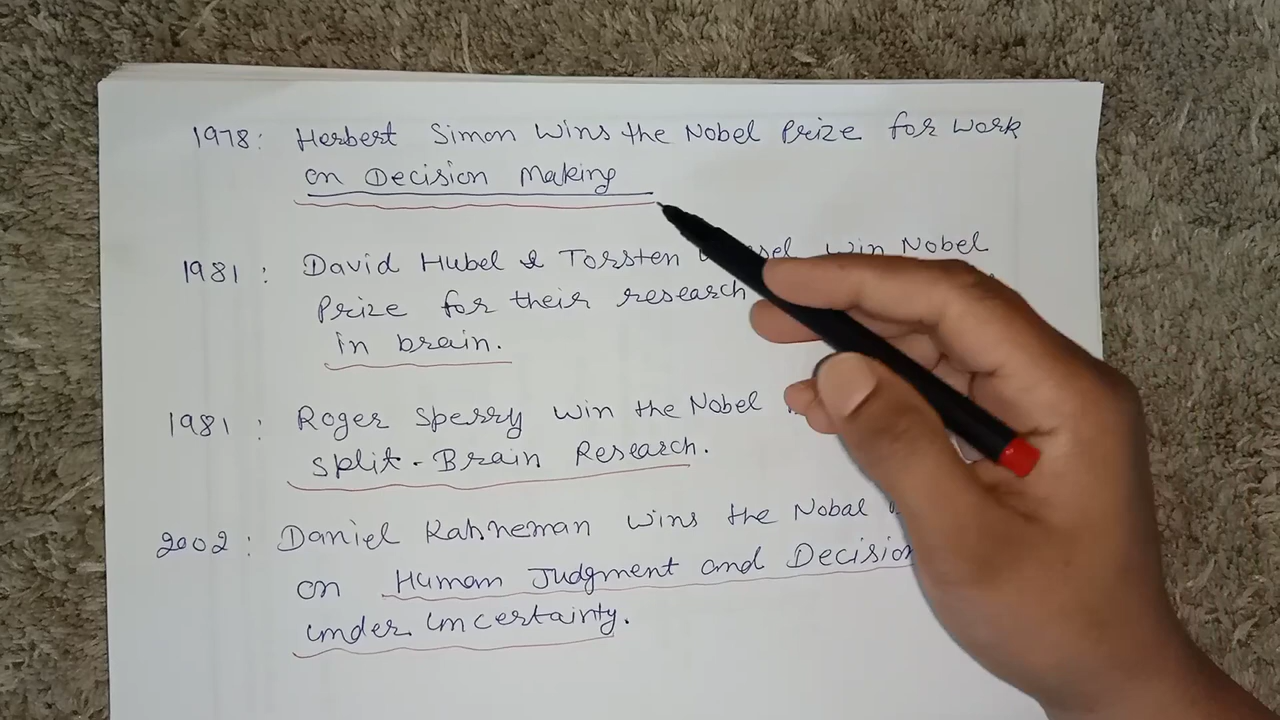 1978: Herbert Simon Wins the Nobel Prize for Work
on Decision Making
1981: David Hubel & Torsten Win Nobel
Prize for their research
in brain.
1981: Roger Sperry Win the Nobel
Split-Brain Research.
2002: Daniel Kahneman wins the Nobal
on Human Judgment and Decision
under uncertainty.